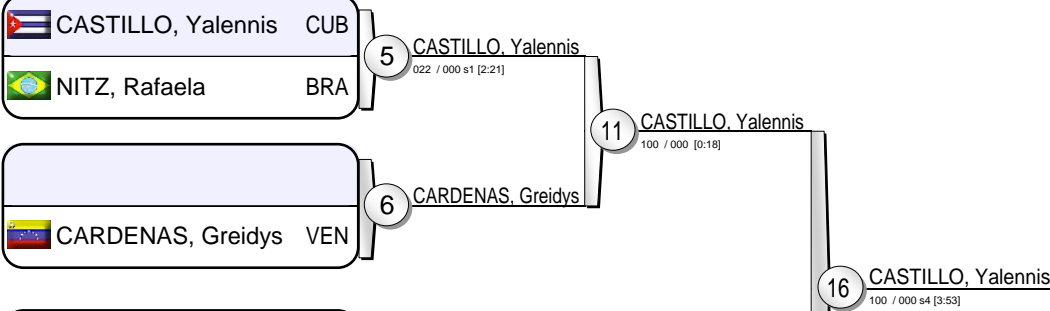 CASTILLO, Yalennis CUB
NITZ, Rafaela BRA
5
CASTILLO, Yalennis
022 / 000 s1 [2:21]
CARDENAS, Greidys VEN
6
CARDENAS, Greidys
11
CASTILLO, Yalennis
100 / 000 [0:18]
16
CASTILLO, Yalennis
100 / 000 s4 [3:53]